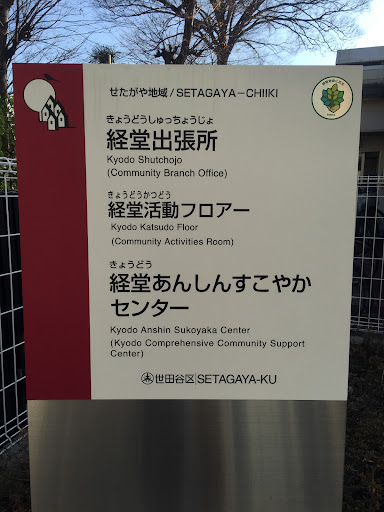 せたがや地域/SETAGAYA-CHIIKI
きょうどうしゅっちょうじょ
経堂出張所
Kyodo Shutchojo
(Community Branch Office)
きょうどうかつどう
経堂活動フロアー
Kyodo Katsudo Floor
(Community Activities Room)
きょうどう
経堂あんしんすこやか
センター
Kyodo Anshin Sukoyaka Center
(Kyodo Comprehensive Community Support
Center)
世田谷区|SETAGAYA-KU